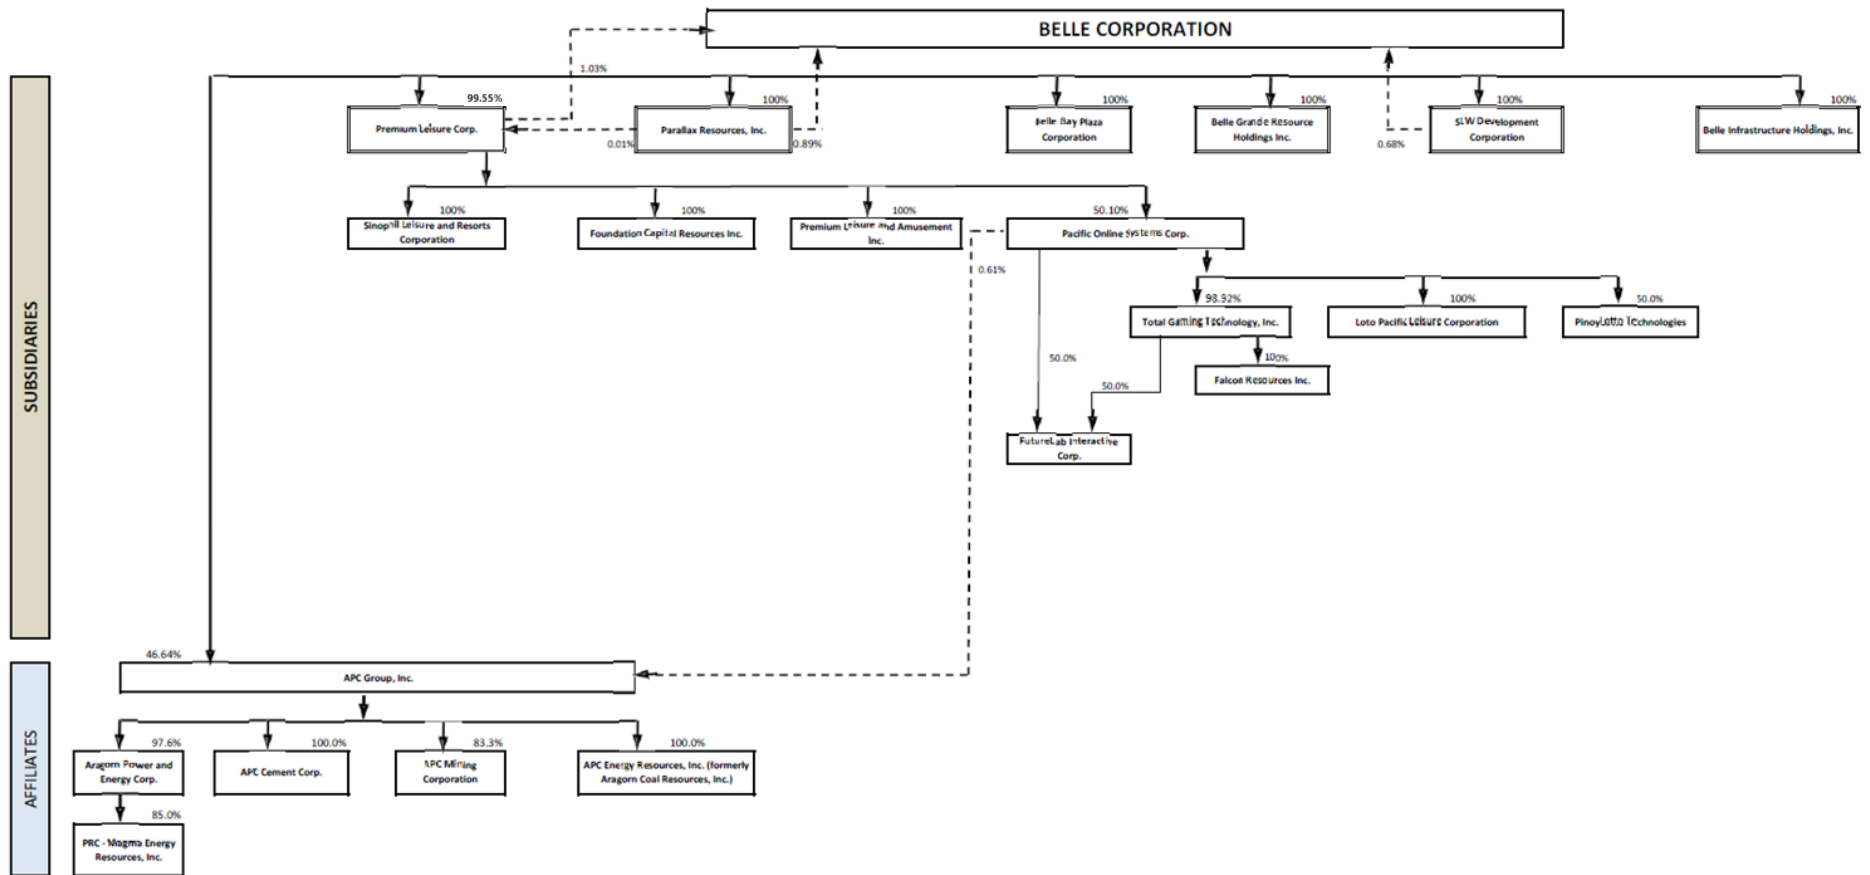 BELLE CORPORATION
1.03%
99.55%
100%
100%
100%
100%
100%
Premium Leisure Corp.
Parallax Resources, Inc.
Belle Bay Plaza
Corporation
Belle Grande Resource
Holdings Inc.
SLW Development
Corporation
Belle Infrastructure Holdings, Inc.
0.01%
0.89%
0.68%
100%
100%
100%
50.10%
Sinophil Leisure and Resorts
Corporation
Foundation Capital Resources Inc.
Premium Leisure and Amusement
Inc.
Pacific Online Systems Corp.
0.61%
98.92%
100%
50.0%
Total Gaming Technology, Inc.
Loto Pacific Leisure Corporation
PinoyLotto Technologies
50.0%
100%
50.0%
Falcon Resources Inc.
FutureLab Interactive
Corp.
SUBSIDIARIES
46.64%
APC Group, Inc.
97.6%
100.0%
83.3%
100.0%
Aragorn Power and
Energy Corp.
APC Cement Corp.
APC Mining
Corporation
APC Energy Resources, Inc. (formerly
Aragorn Coal Resources, Inc.)
85.0%
PRC - Magma Energy
Resources, Inc.
AFFILIATES